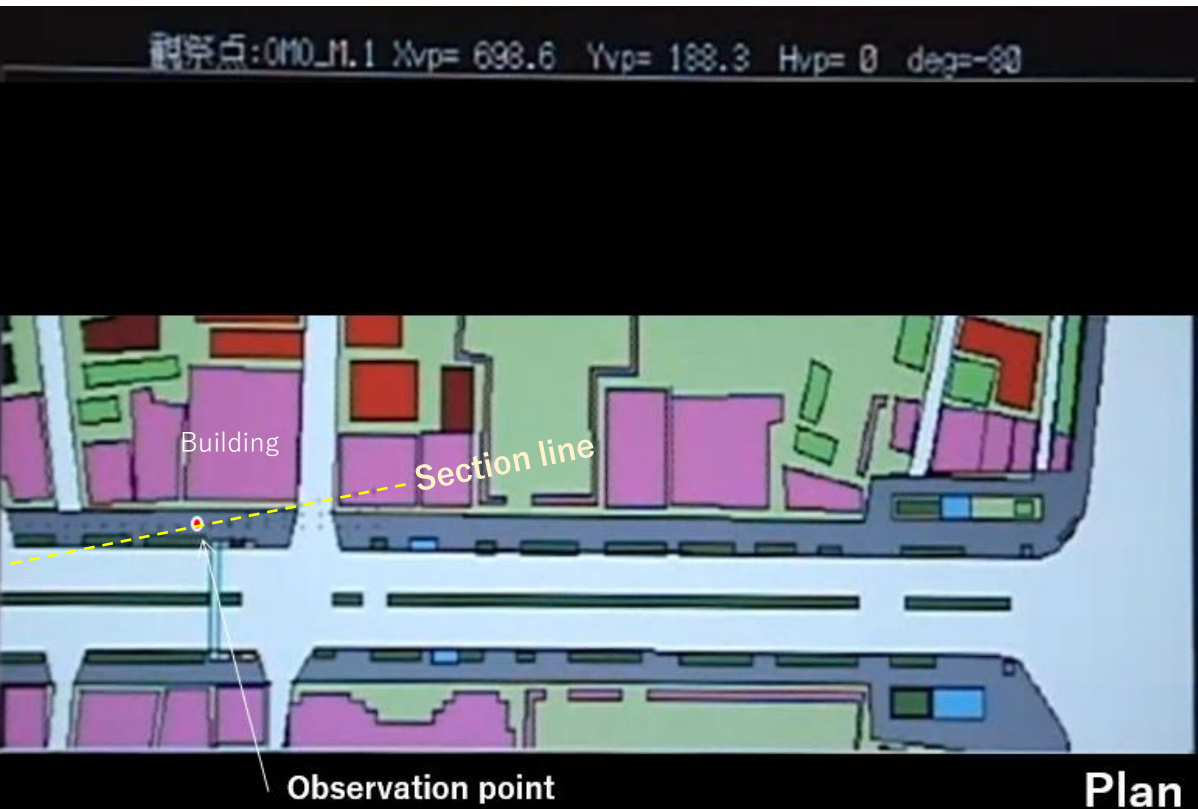 観察点:OMO_M.1 Xvp= 698.6 Yvp= 188.3 Hvp= 0 deg=-80
Building
Section line
Observation point
Plan